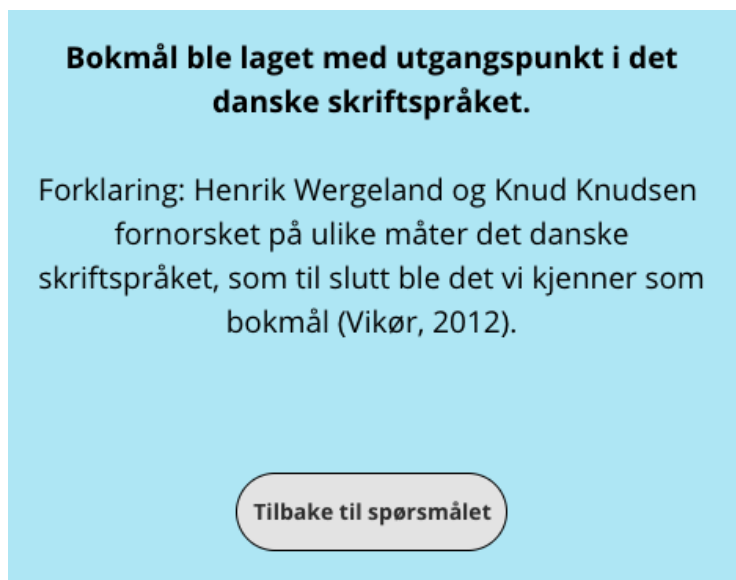 Bokmål ble laget med utgangspunkt i det
danske skriftspråket.
Forklaring: Henrik Wergeland og Knud Knudsen
fornorsket på ulike måter det danske
skriftspråket, som til slutt ble det vi kjenner som
bokmål (Vikør, 2012).
Tilbake til spørsmålet